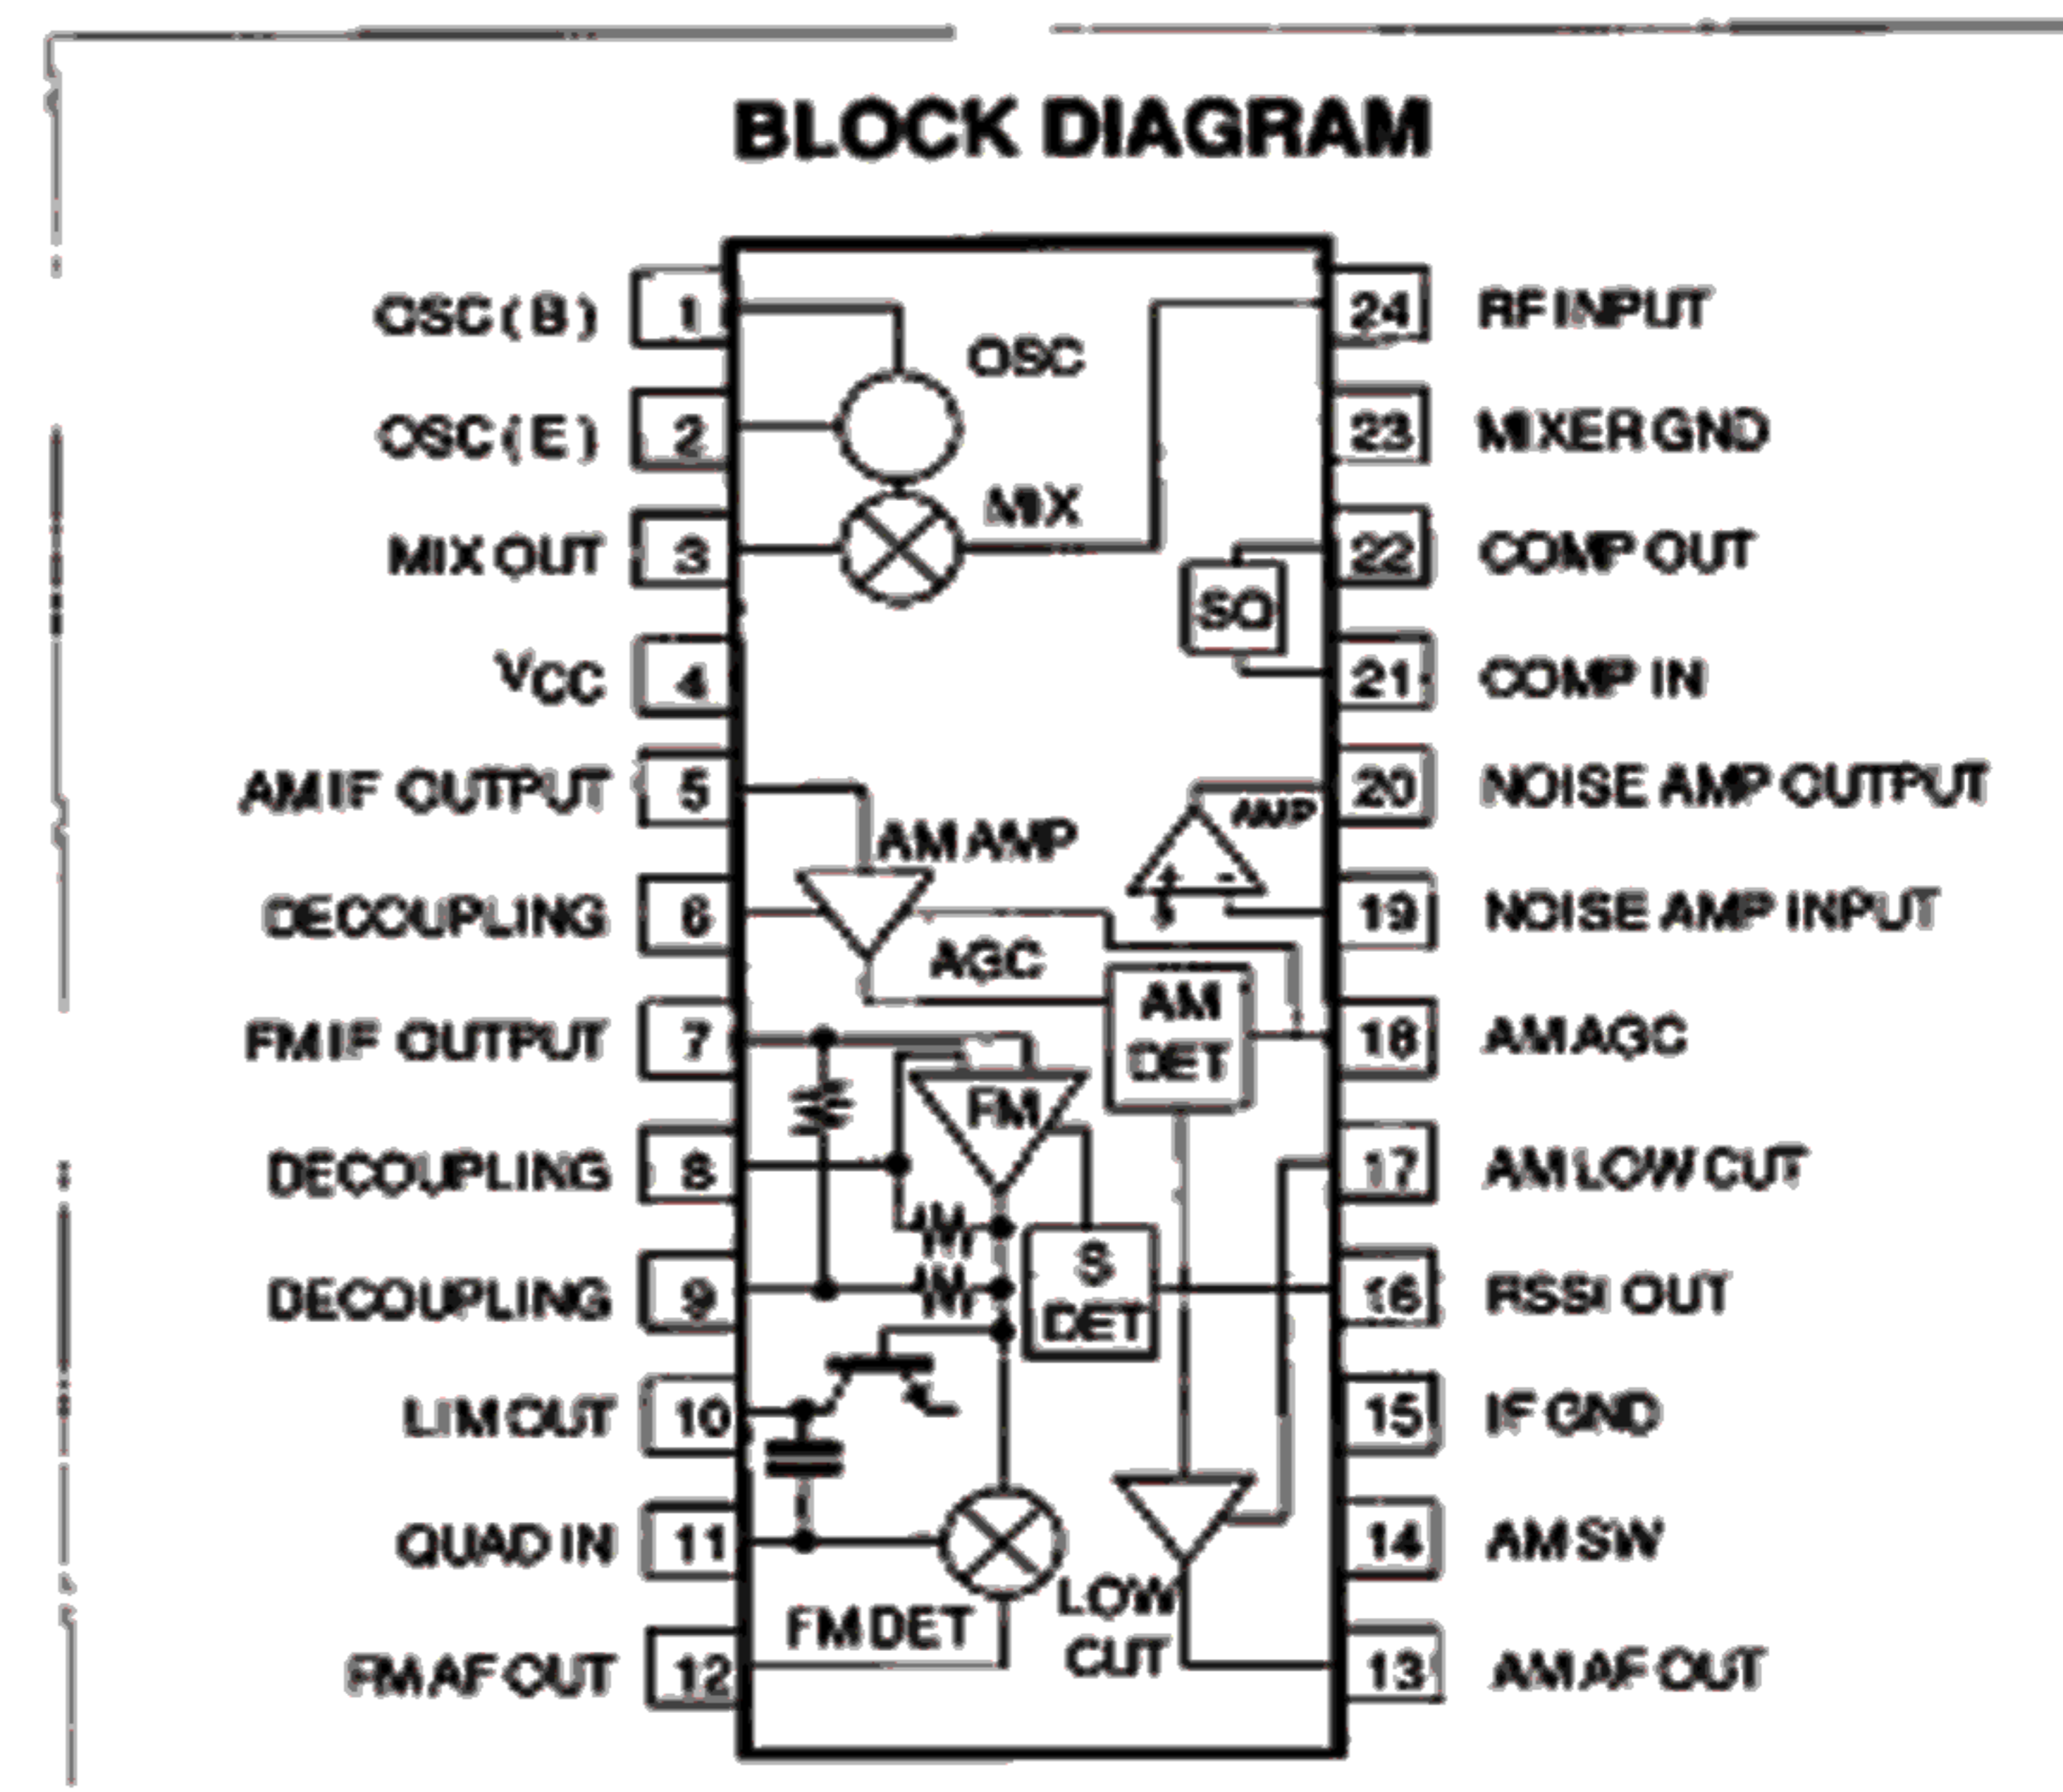 BLOCK DIAGRAM
OSC ( B ) 1
OSC ( E ) 2
MIX OUT 3
VCC 4
AM IF OUTPUT 5
DECOUPLING 6
FM IF OUTPUT 7
DECOUPLING 8
DECOUPLING 9
LIM OUT 10
QUAD IN 11
FM AF OUT 12
OSC
MIX
SQ
AMP
+ -
AM AMP
AGC
AM
DET
FM
S
DET
FM DET
LOW
CUT
24 RF INPUT
23 MIXER GND
22 COMP OUT
21 COMP IN
20 NOISE AMP OUTPUT
19 NOISE AMP INPUT
18 AM AGC
17 AM LOW CUT
16 RSSI OUT
15 IF GND
14 AM SW
13 AM AF OUT